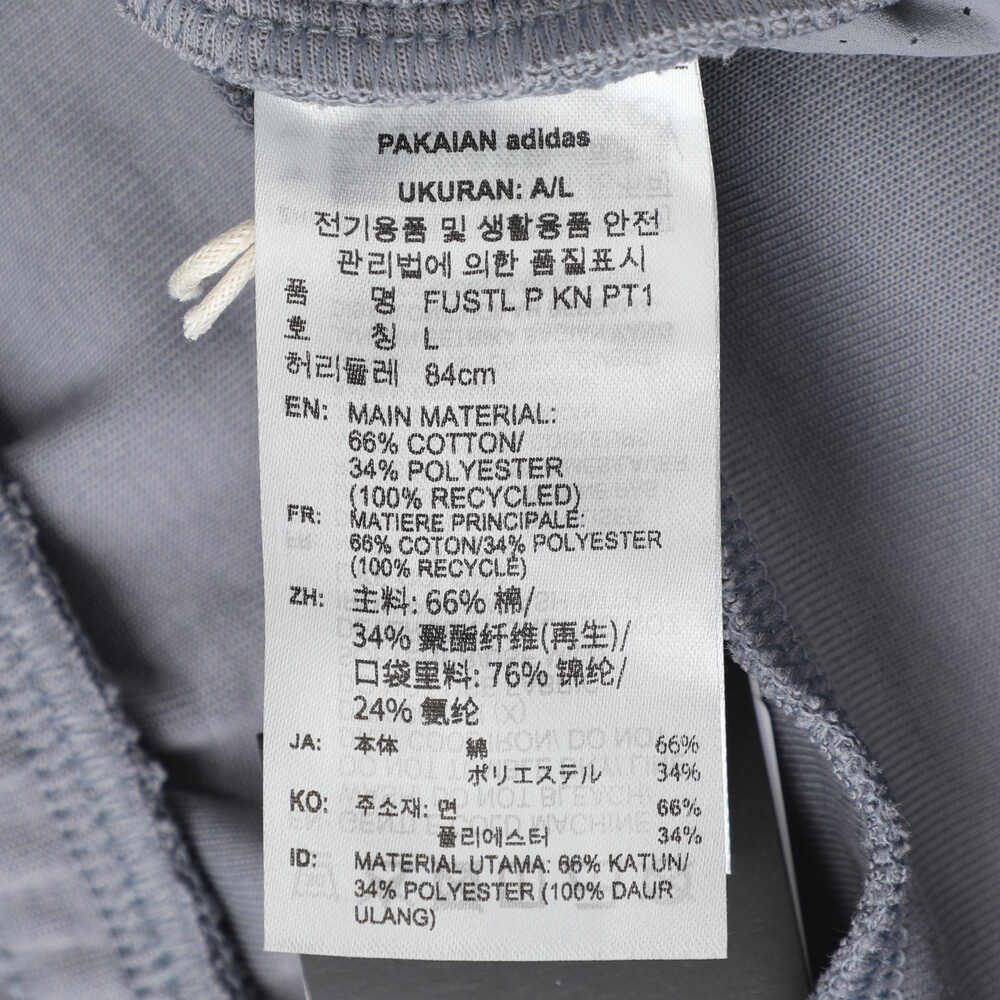 PAKAIAN adidas
UKURAN: A/L
전기용품 및 생활용품 안전
관리법에 의한 품질표시
품 명 FUSTL P KN PT1
호 칭 L
허리둘레 84cm
EN: MAIN MATERIAL:
66% COTTON/
34% POLYESTER
(100% RECYCLED)
FR: MATIERE PRINCIPALE:
66% COTON/34% POLYESTER
(100% RECYCLÉ)
ZH: 主料: 66% 棉/
34% 聚酯纤维(再生)/
口袋里料: 76% 锦纶/
24% 氨纶
JA: 本体 綿 66%
ポリエステル 34%
KO: 주소재: 면 66%
폴리에스터 34%
ID: MATERIAL UTAMA: 66% KATUN/
34% POLYESTER (100% DAUR
ULANG)